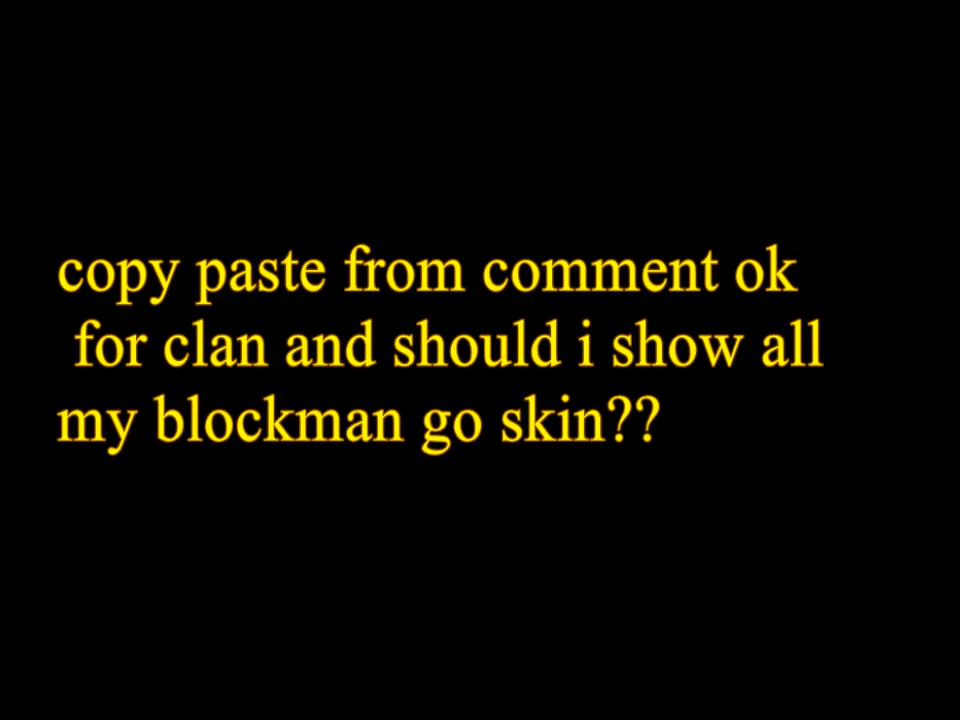 copy paste from comment ok
for clan and should i show all
my blockman go skin??